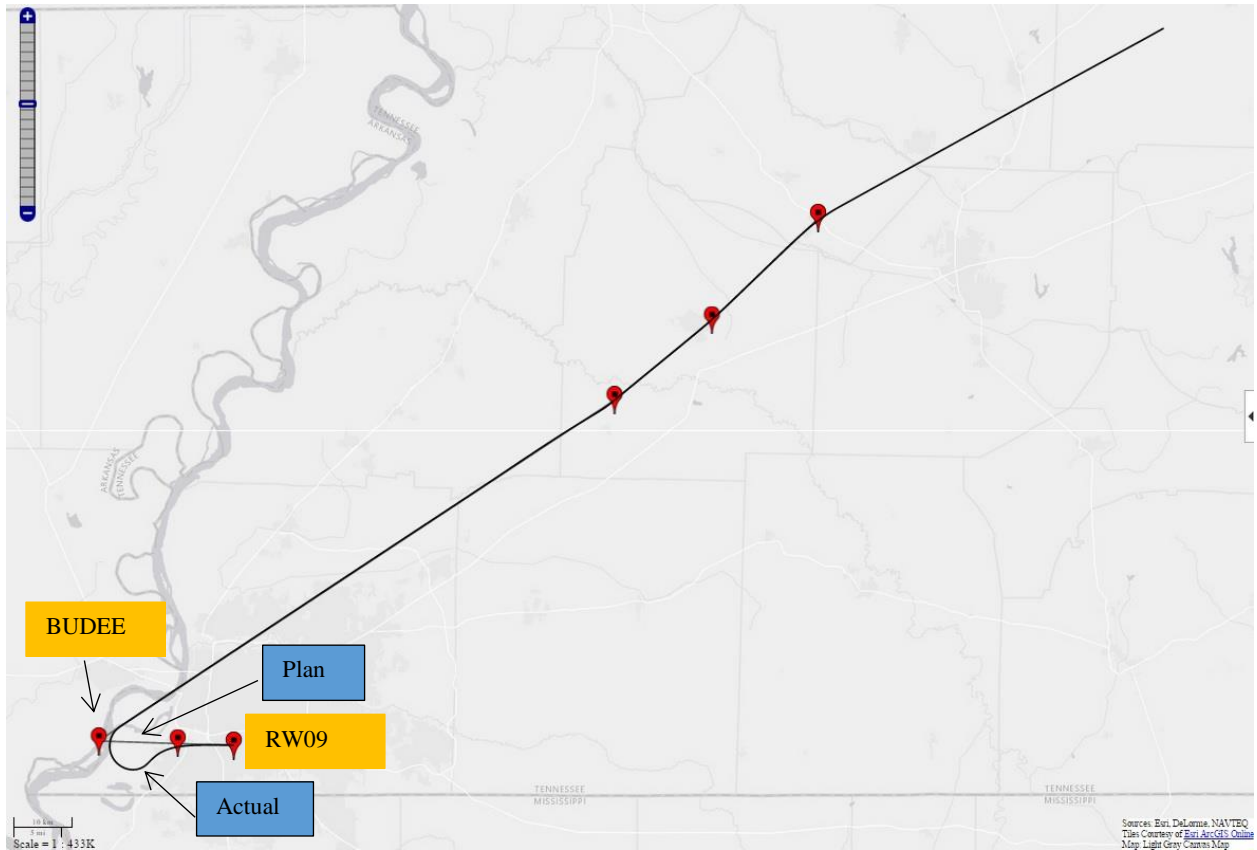 TENNESSEE
ARKANSAS
ARKANSAS
TENNESSEE
BUDEE
Plan
RW09
Actual
TENNESSEE
MISSISSIPPI
TENNESSEE
MISSISSIPPI
10 km
5 mi
Scale = 1 : 433K
Sources: Esri, DeLorme, NAVTEQ
Tiles Courtesy of Esri ArcGIS Online
Map: Light Gray Canvas Map